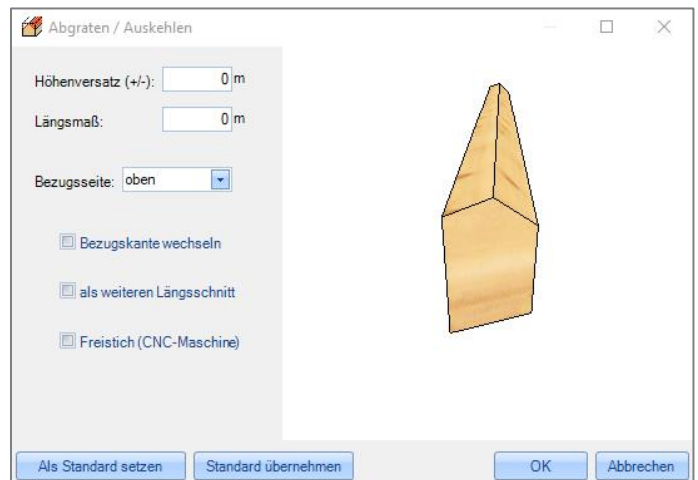 Abgraten / Auskehlen
Höhenversatz (+/-): 0 m
Längsmaß: 0 m
Bezugsseite: oben
Bezugskante wechseln
als weiteren Längsschnitt
Freistich (CNC-Maschine)
Als Standard setzen Standard übernehmen OK Abbrechen